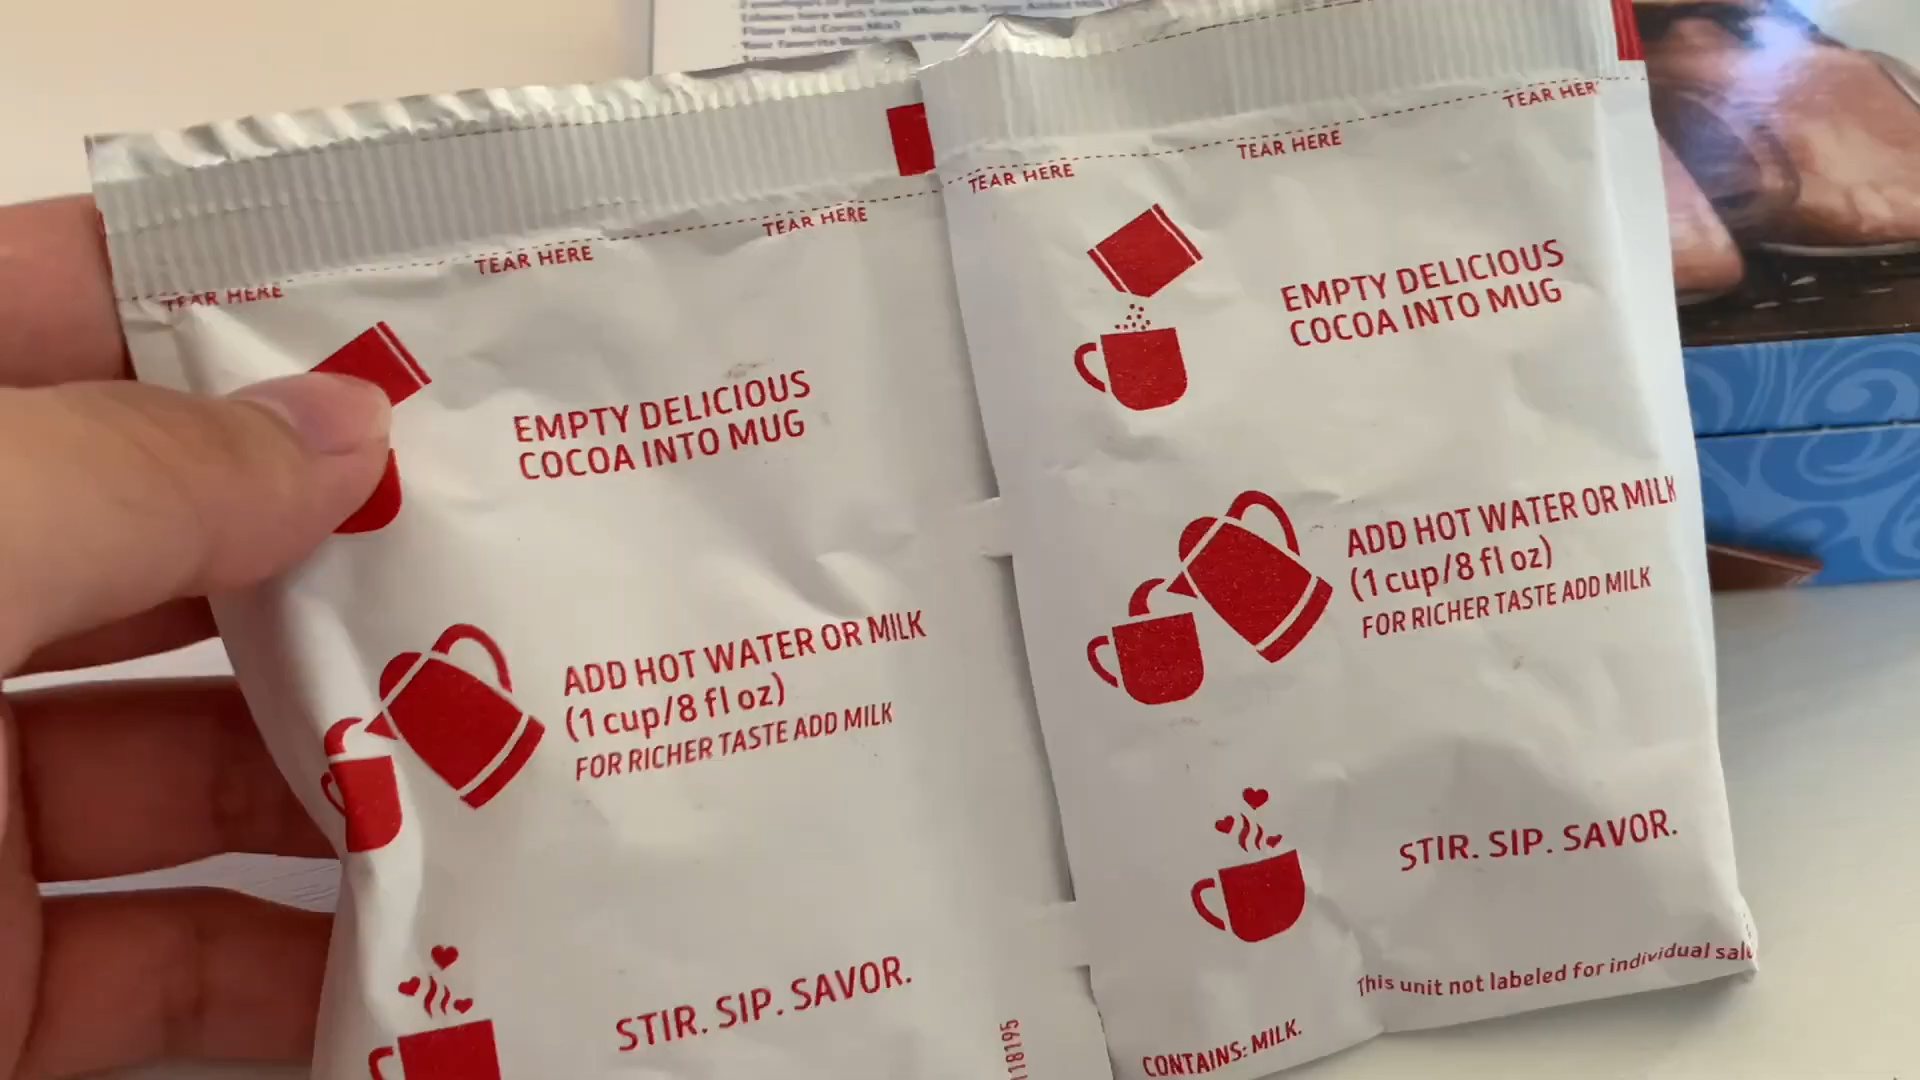 TEAR HERE
TEAR HERE
TEAR HERE
EMPTY DELICIOUS
COCOA INTO MUG
ADD HOT WATER OR MILK
(1 cup/8 fl oz)
FOR RICHER TASTE ADD MILK
STIR. SIP. SAVOR.
118195
TEAR HERE
TEAR HERE
TEAR HER
EMPTY DELICIOUS
COCOA INTO MUG
ADD HOT WATER OR MILK
(1 cup/8 fl oz)
FOR RICHER TASTE ADD MILK
STIR. SIP. SAVOR.
This unit not labeled for individual sale
CONTAINS: MILK.